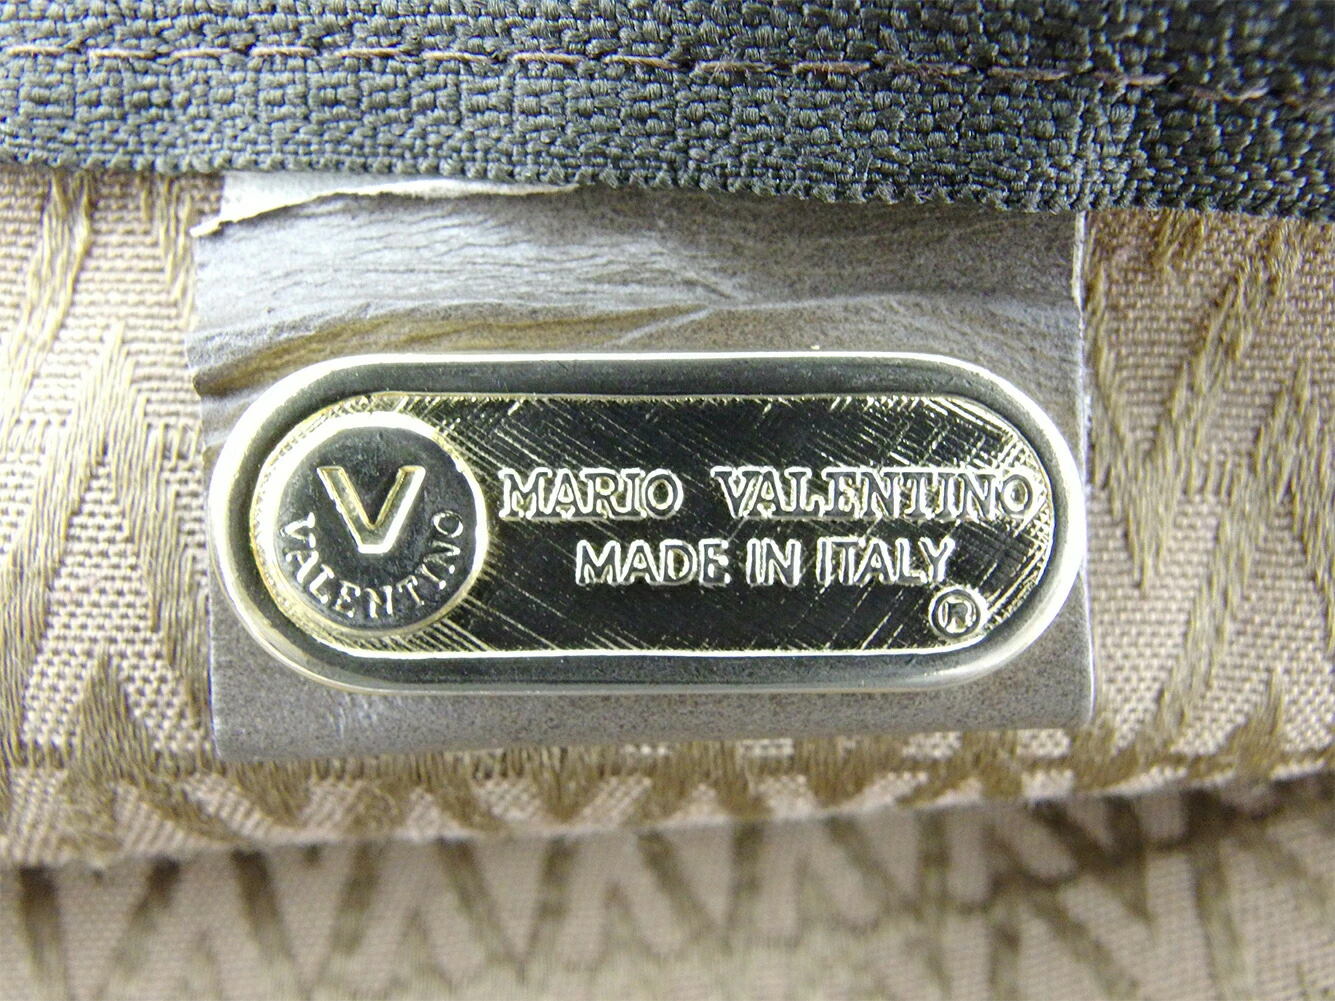 V
VALENTINO
MARIO VALENTINO
MADE IN ITALY
®